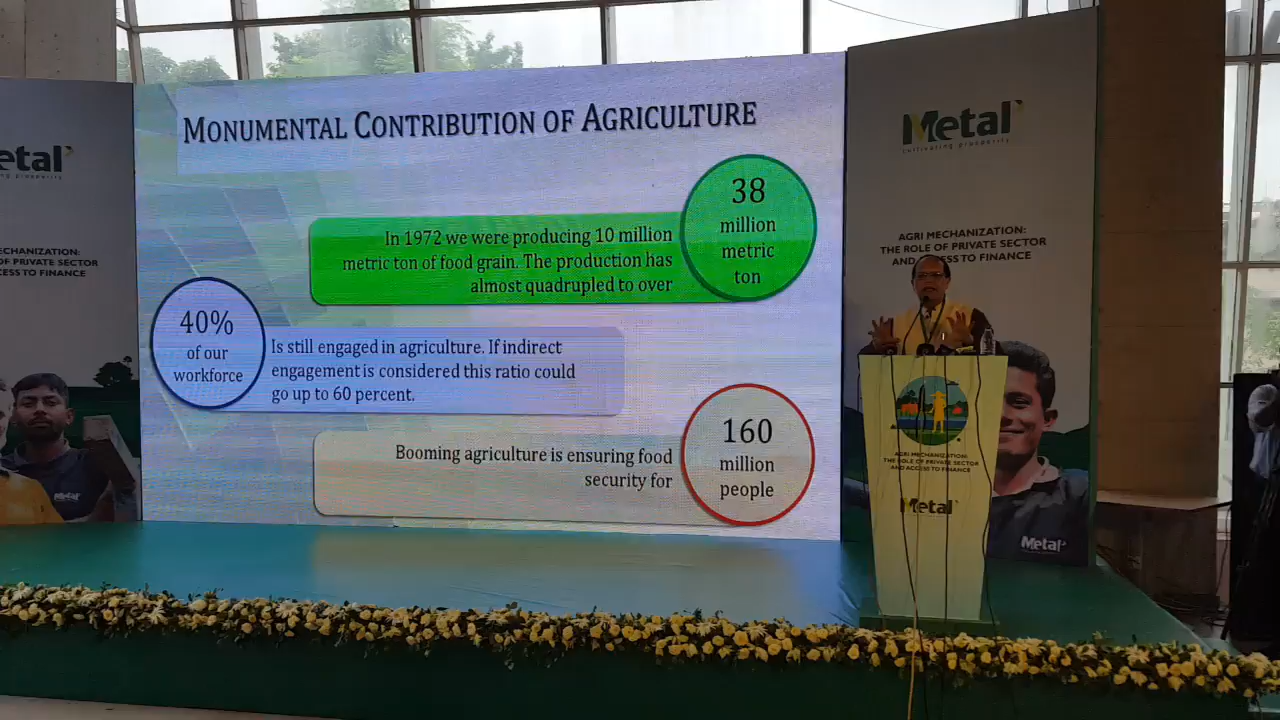 MONUMENTAL CONTRIBUTION OF AGRICULTURE
38
million
metric
ton
In 1972 we were producing 10 million
metric ton of food grain. The production has
almost quadrupled to over
40%
of our
workforce
Is still engaged in agriculture. If indirect
engagement is considered this ratio could
go up to 60 percent.
160
million
people
Booming agriculture is ensuring food
security for
etal
ECHANIZATION:
OF PRIVATE SECTOR
CESS TO FINANCE
Metal
Metal
cultivating prosperity
AGRI MECHANIZATION:
THE ROLE OF PRIVATE SECTOR
TO FINANCE
AGRI MECHANIZATION:
THE ROLE OF PRIVATE SECTOR
AND ACCESS TO FINANCE
Metal
Metal